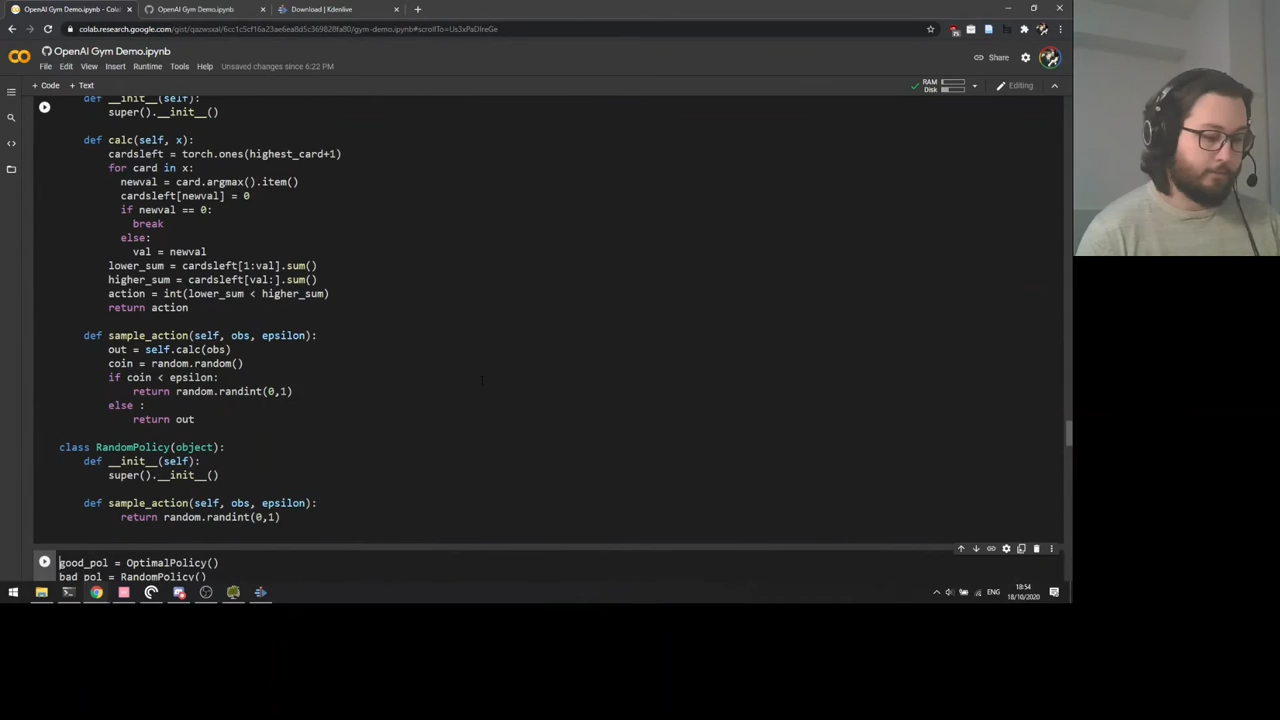 OpenAI Gym Demo.ipynb - Colab
OpenAI Gym Demo.ipynb
Download | Kdenlive
colab.research.google.com/gist/qazwsxal/6cc1c5cf16a23ae6ea8d5c369828fa80/gym-demo.ipynb#scrollTo=Us3xPaDIreGe
OpenAI Gym Demo.ipynb
File Edit View Insert Runtime Tools Help Unsaved changes since 6:22 PM
Share
+ Code + Text
RAM
Disk
Editing
def __init__(self):
super().__init__()
def calc(self, x):
cardsleft = torch.ones(highest_card+1)
for card in x:
newval = card.argmax().item()
cardsleft[newval] = 0
if newval == 0:
break
else:
val = newval
lower_sum = cardsleft[1:val].sum()
higher_sum = cardsleft[val:].sum()
action = int(lower_sum < higher_sum)
return action
def sample_action(self, obs, epsilon):
out = self.calc(obs)
coin = random.random()
if coin < epsilon:
return random.randint(0,1)
else :
return out
class RandomPolicy(object):
def __init__(self):
super().__init__()
def sample_action(self, obs, epsilon):
return random.randint(0,1)
good_pol = OptimalPolicy()
bad_pol = RandomPolicy()
ENG
18:54
18/10/2020